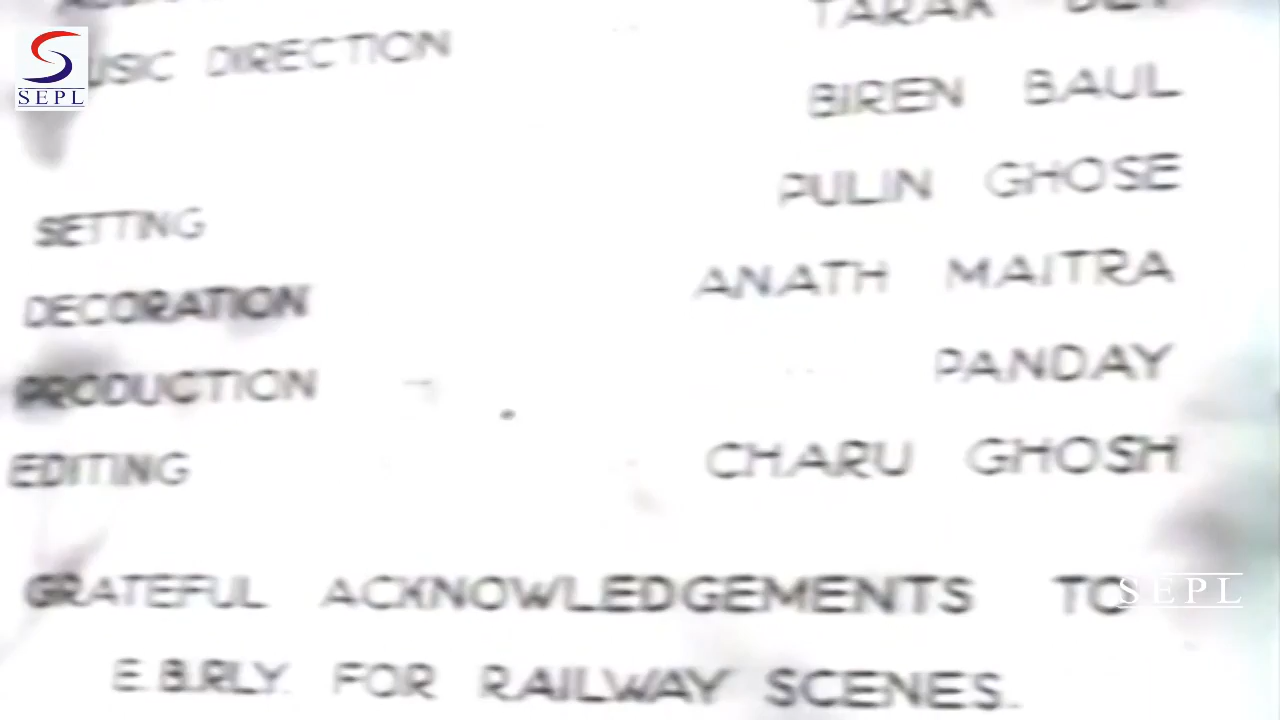 TARAK DEY
USIC DIRECTION
BIREN BAUL
PULIN GHOSE
SETTING
ANATH MAITRA
DECORATION
PANDAY
PRODUCTION
CHARU GHOSH
EDITING
GRATEFUL ACKNOWLEDGEMENTS TO
E.B.RLY. FOR RAILWAY SCENES.
SEPL
SEPL